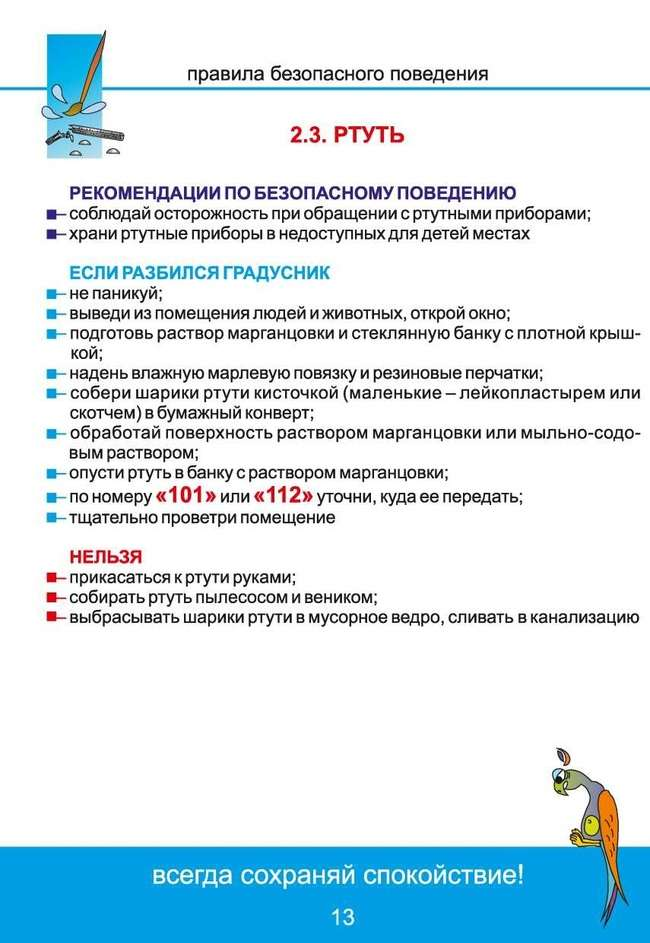 правила безопасного поведения
2.3. РТУТЬ
РЕКОМЕНДАЦИИ ПО БЕЗОПАСНОМУ ПОВЕДЕНИЮ
– соблюдай осторожность при обращении с ртутными приборами;
– храни ртутные приборы в недоступных для детей местах
ЕСЛИ РАЗБИЛСЯ ГРАДУСНИК
– не паникуй;
– выведи из помещения людей и животных, открой окно;
– подготовь раствор марганцовки и стеклянную банку с плотной крыш-
кой;
– надень влажную марлевую повязку и резиновые перчатки;
– собери шарики ртути кисточкой (маленькие – лейкопластырем или
скотчем) в бумажный конверт;
– обработай поверхность раствором марганцовки или мыльно-содо-
вым раствором;
– опусти ртуть в банку с раствором марганцовки;
– по номеру «101» или «112» уточни, куда ее передать;
– тщательно проветри помещение
НЕЛЬЗЯ
– прикасаться к ртути руками;
– собирать ртуть пылесосом и веником;
– выбрасывать шарики ртути в мусорное ведро, сливать в канализацию
всегда сохраняй спокойствие!
13